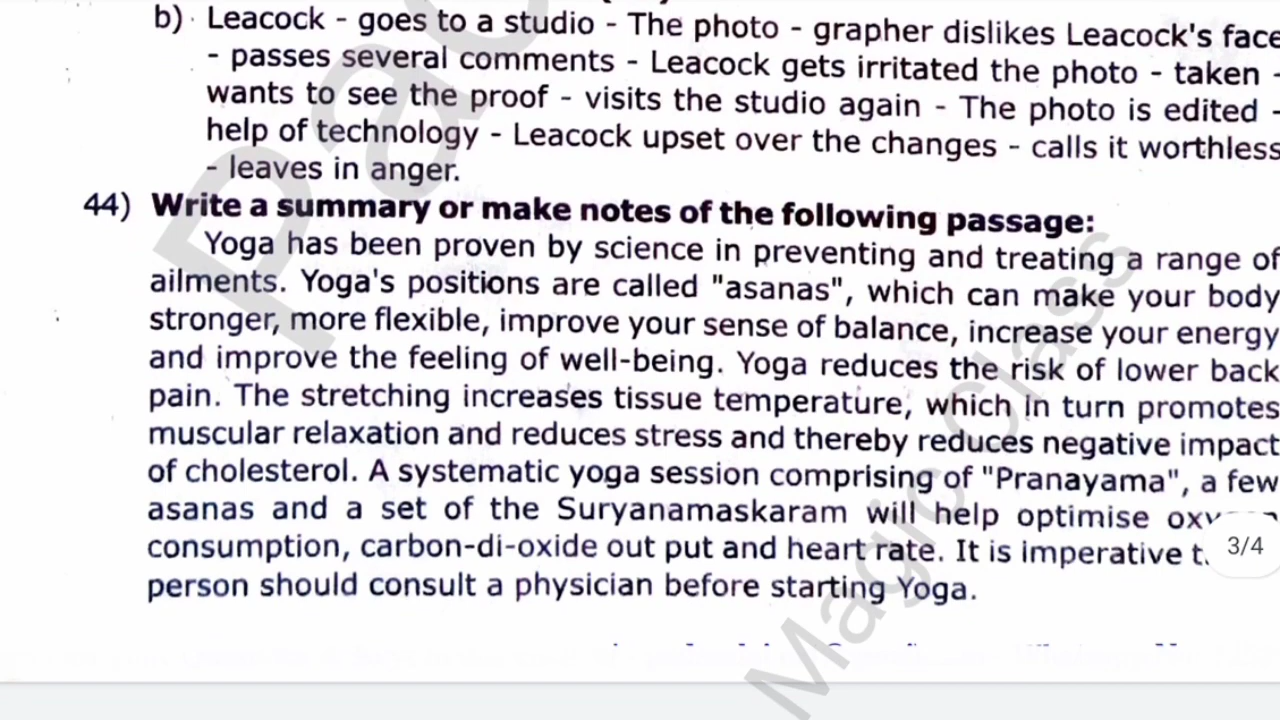 b) Leacock - goes to a studio - The photo - grapher dislikes Leacock's face
- passes several comments - Leacock gets irritated the photo - taken -
wants to see the proof - visits the studio again - The photo is edited -
help of technology - Leacock upset over the changes - calls it worthless
- leaves in anger.
44) Write a summary or make notes of the following passage:
Yoga has been proven by science in preventing and treating a range of
ailments. Yoga's positions are called "asanas", which can make your body
stronger, more flexible, improve your sense of balance, increase your energy
and improve the feeling of well-being. Yoga reduces the risk of lower back
pain. The stretching increases tissue temperature, which in turn promotes
muscular relaxation and reduces stress and thereby reduces negative impact
of cholesterol. A systematic yoga session comprising of "Pranayama", a few
asanas and a set of the Suryanamaskaram will help optimise
consumption, carbon-di-oxide out put and heart rate. It is imperative
3/4
person should consult a physician before starting Yoga.
Magic Class